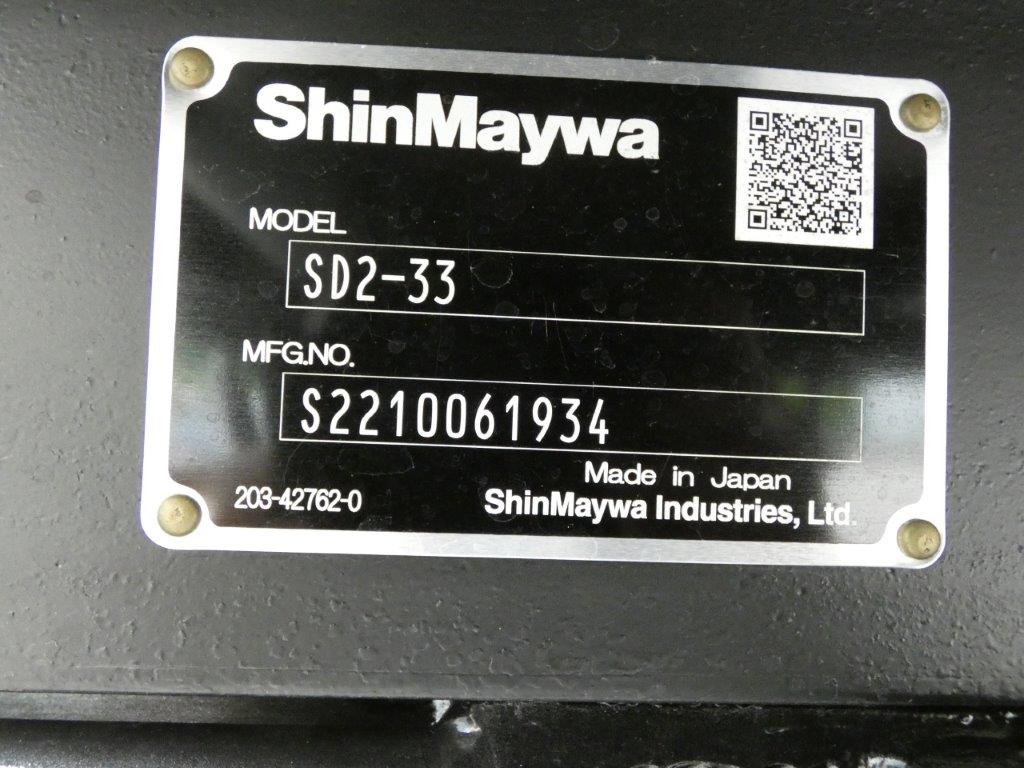 ShinMaywa
MODEL
SD2-33
MFG.NO.
S2210061934
Made in Japan
203-42762-0
ShinMaywa Industries, Ltd.